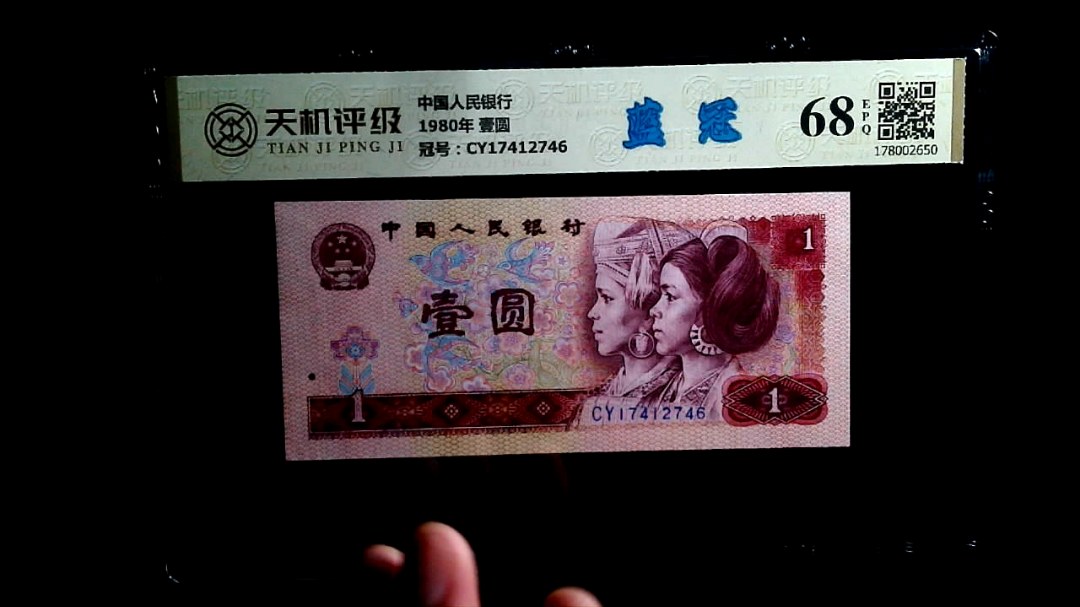 天机评级
TIAN JI PING JI
中国人民银行
1980年 壹圆
冠号：CY17412746
蓝冠
68
EPQ
178002650
中国人民银行
1
壹圆
1
CY17412746
1